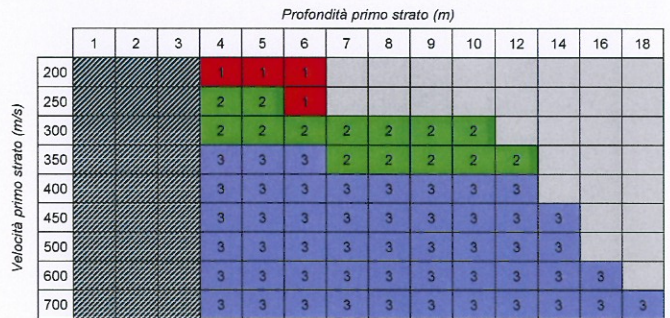 Profondità primo strato (m)
1 2 3 4 5 6 7 8 9 10 12 14 16 18
Velocità primo strato (m/s)
200 1 1 1
250 2 2 1
300 2 2 2 2 2 2 2
350 3 3 3 2 2 2 2 2
400 3 3 3 3 3 3 3 3
450 3 3 3 3 3 3 3 3 3
500 3 3 3 3 3 3 3 3 3
600 3 3 3 3 3 3 3 3 3 3
700 3 3 3 3 3 3 3 3 3 3 3